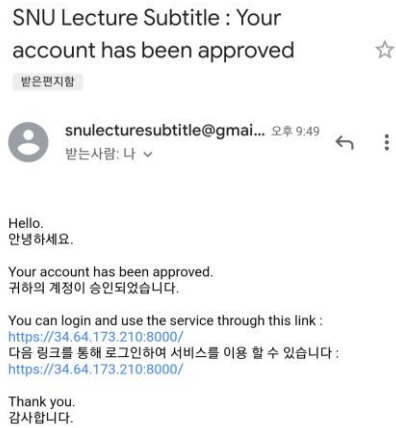 SNU Lecture Subtitle : Your
account has been approved
받은편지함
snulecturesubtitle@gmai... 오후 9:49
받는사람: 나
Hello.
안녕하세요.
Your account has been approved.
귀하의 계정이 승인되었습니다.
You can login and use the service through this link :
https://34.64.173.210:8000/
다음 링크를 통해 로그인하여 서비스를 이용 할 수 있습니다 :
https://34.64.173.210:8000/
Thank you.
감사합니다.